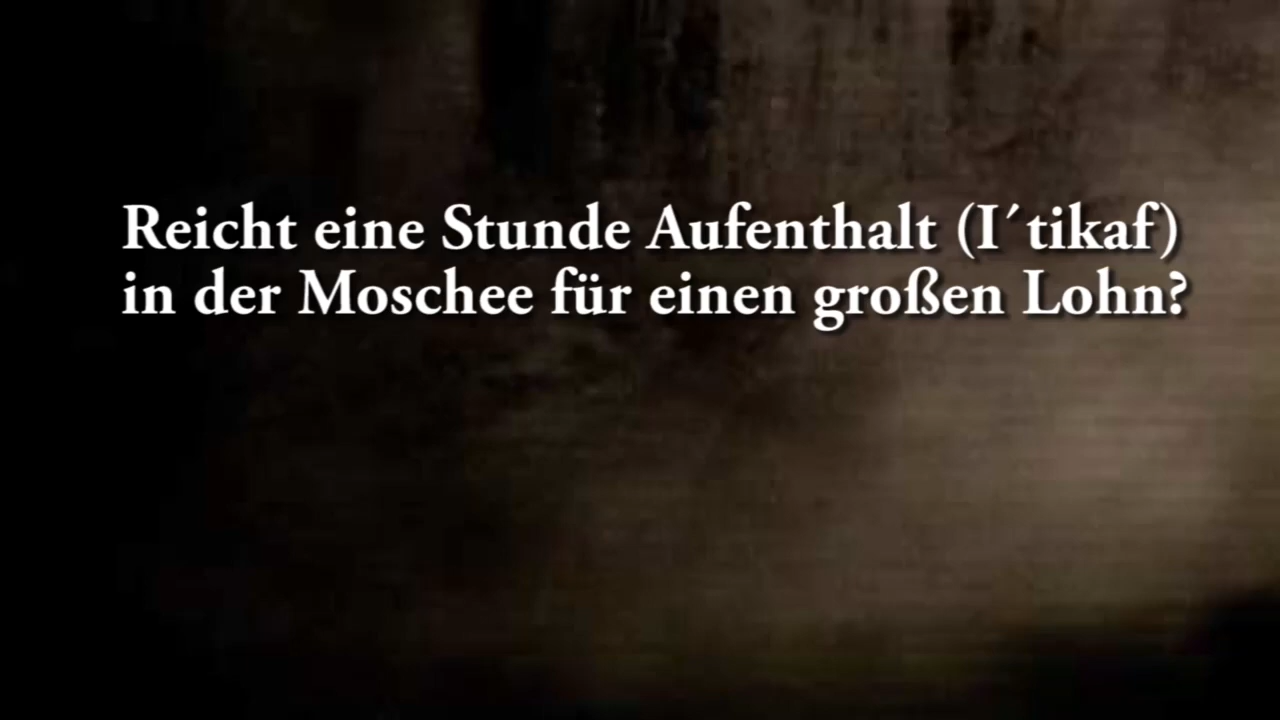 Reicht eine Stunde Aufenthalt (I´tikaf)
in der Moschee für einen großen Lohn?